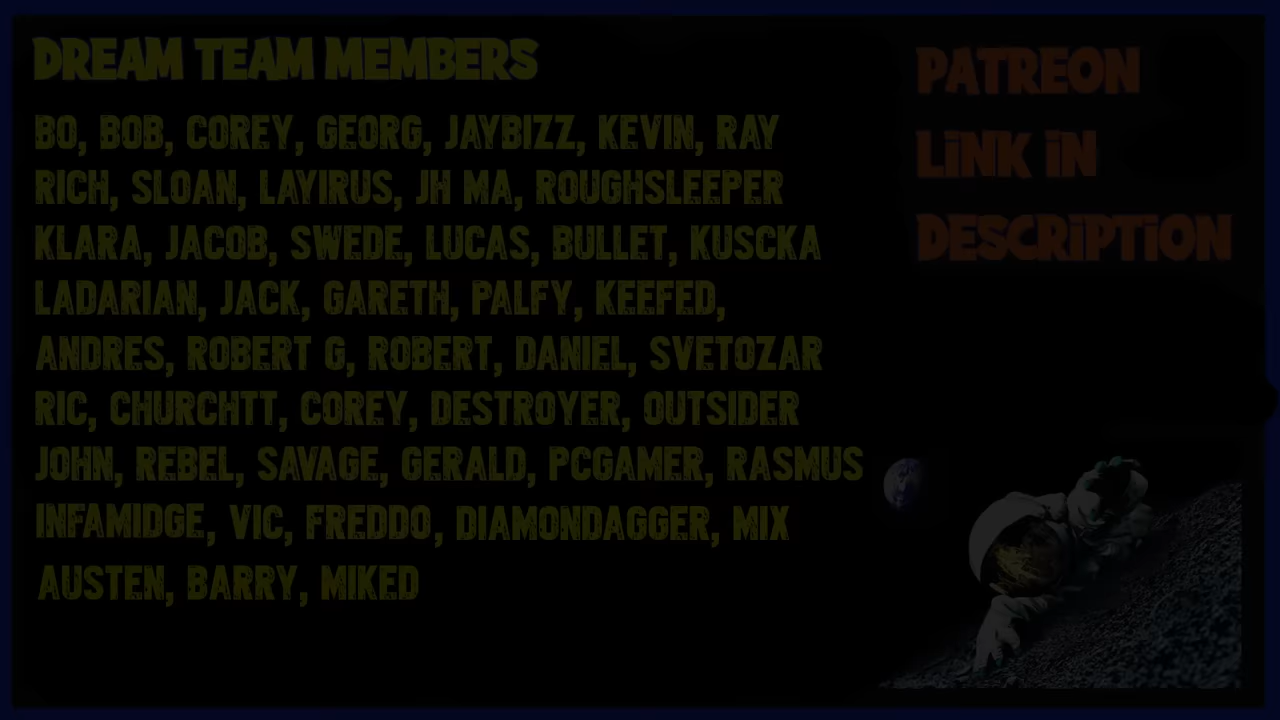 DREAM TEAM MEMBERS
BO, BOB, COREY, GEORG, JAYBIZZ, KEVIN, RAY
RICH, SLOAN, LAYIRUS, JH MA, ROUGHSLEEPER
KLARA, JACOB, SWEDE, LUCAS, BULLET, KUSCKA
LADARIAN, JACK, GARETH, PALFY, KEEFED,
ANDRES, ROBERT G, ROBERT, DANIEL, SVETOZAR
RIC, CHURCHTT, COREY, DESTROYER, OUTSIDER
JOHN, REBEL, SAVAGE, GERALD, PCGAMER, RASMUS
INFAMIDGE, VIC, FREDDO, DIAMONDAGGER, MIX
AUSTEN, BARRY, MIKED
PATREON
LINK IN
DESCRIPTION